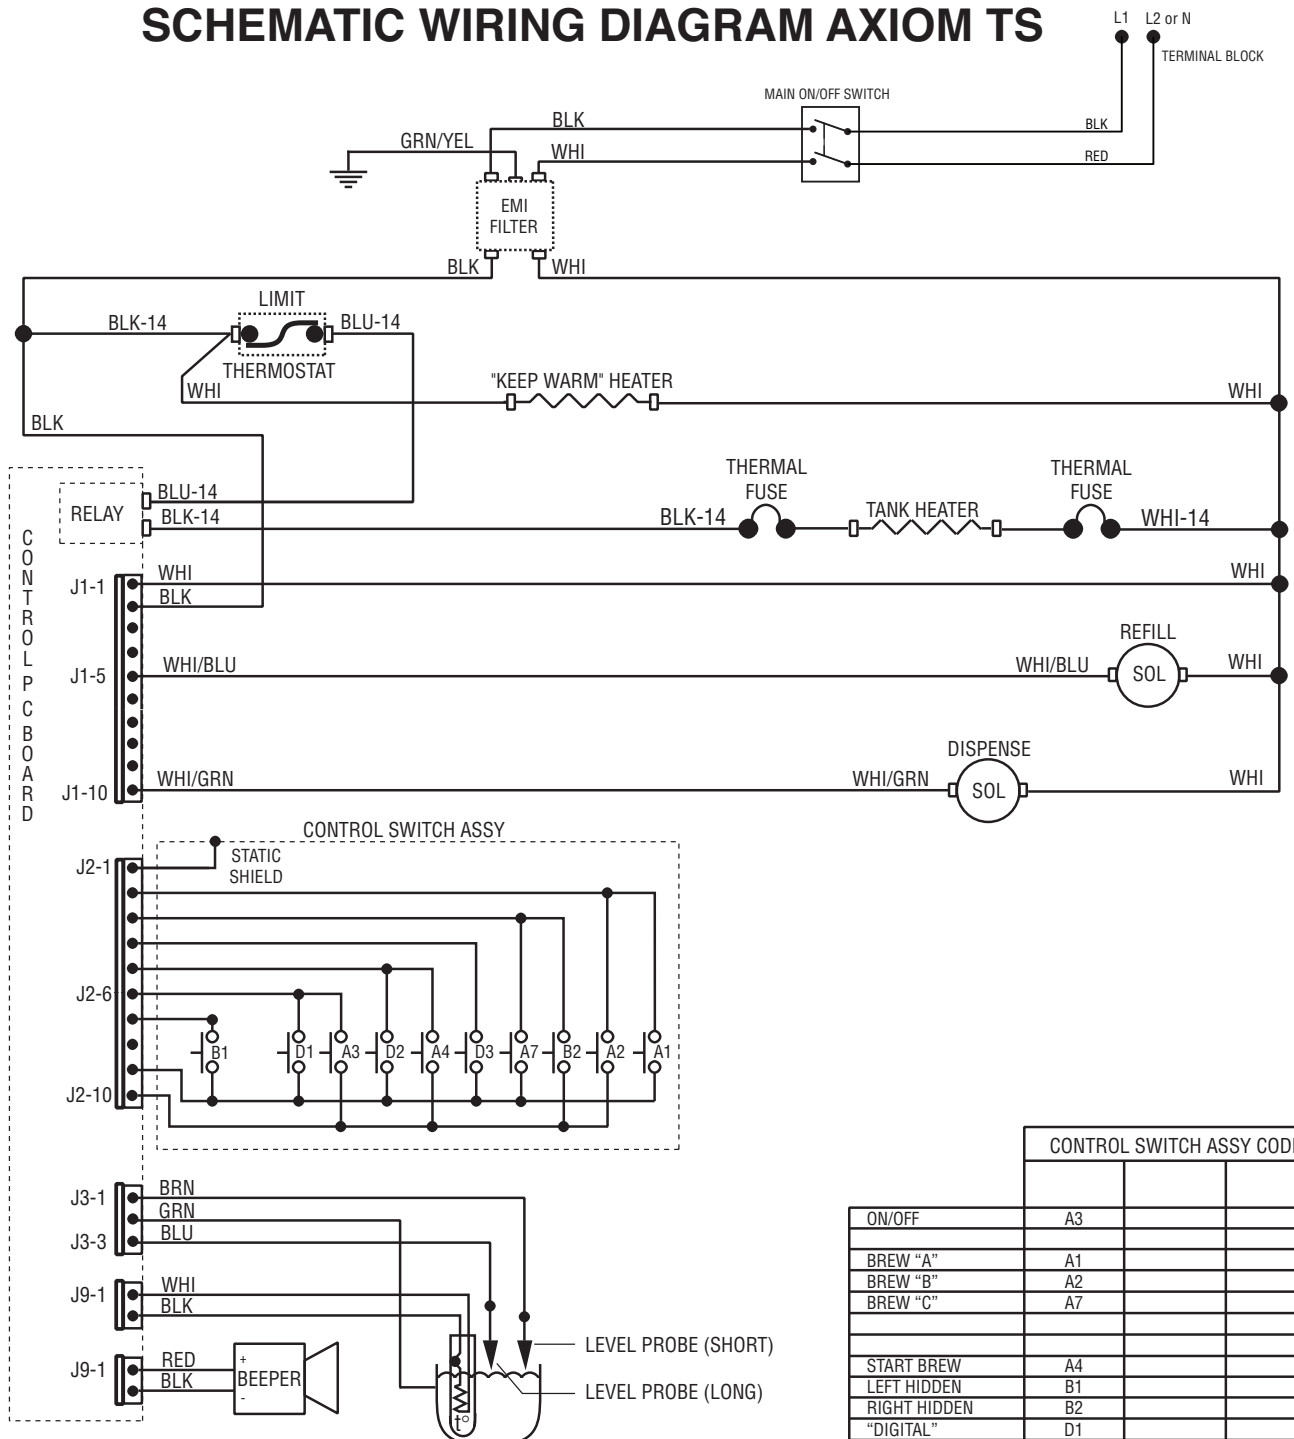 SCHEMATIC WIRING DIAGRAM AXIOM TS
L1 L2 or N
TERMINAL BLOCK
MAIN ON/OFF SWITCH
BLK
BLK
GRN/YEL
WHI
RED
EMI
FILTER
BLK
WHI
LIMIT
BLK-14
BLU-14
THERMOSTAT
WHI
"KEEP WARM" HEATER
WHI
BLK
THERMAL
FUSE
THERMAL
FUSE
RELAY
BLU-14
BLK-14
BLK-14
TANK HEATER
WHI-14
CONTROL P C BOARD
J1-1
WHI
WHI
BLK
REFILL
J1-5
WHI/BLU
WHI/BLU
SOL
WHI
DISPENSE
J1-10
WHI/GRN
WHI/GRN
SOL
WHI
CONTROL SWITCH ASSY
J2-1
STATIC
SHIELD
J2-6
B1 D1 A3 D2 A4 D3 A7 B2 A2 A1
J2-10
J3-1
BRN
GRN
J3-3
BLU
J9-1
WHI
BLK
LEVEL PROBE (SHORT)
J9-1
RED
BLK
+
BEEPER
-
LEVEL PROBE (LONG)
t°
CONTROL SWITCH ASSY COD
ON/OFF A3
BREW “A” A1
BREW “B” A2
BREW “C” A7
START BREW A4
LEFT HIDDEN B1
RIGHT HIDDEN B2
“DIGITAL” D1